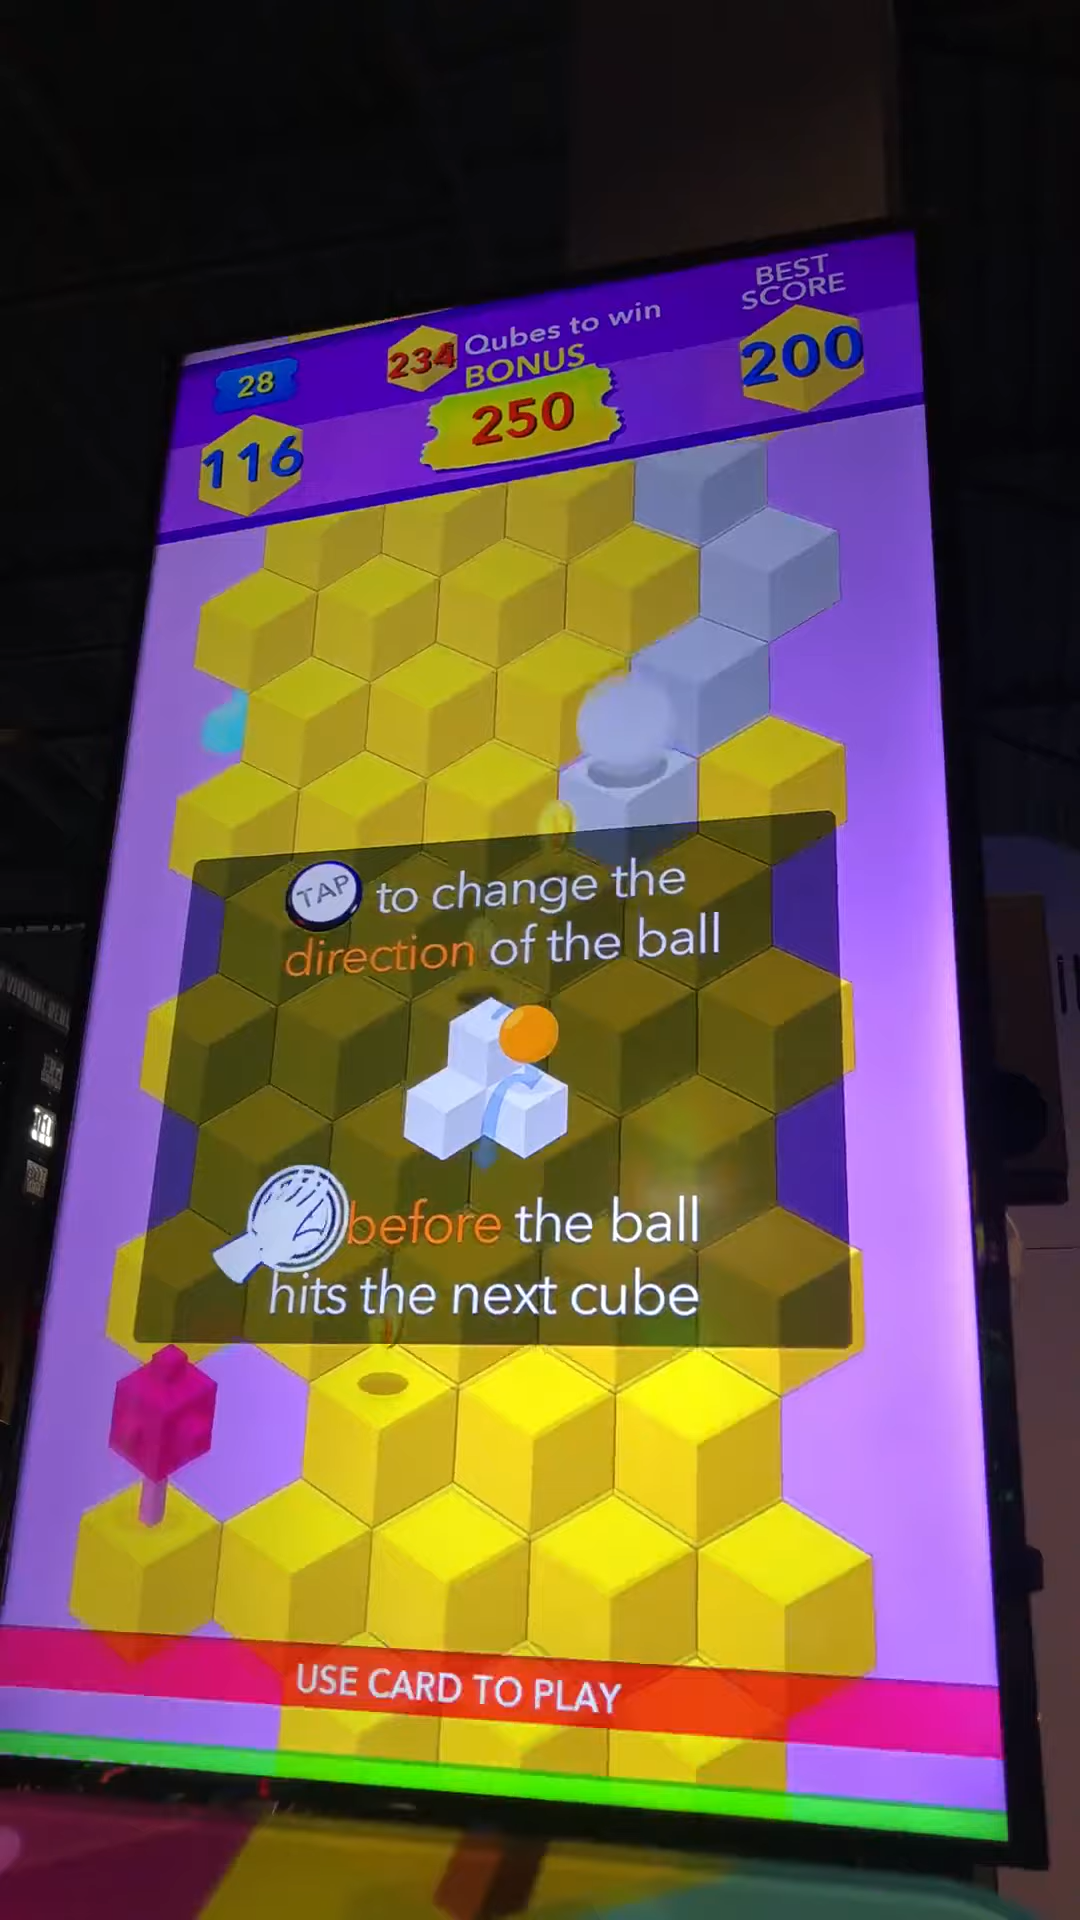 BEST
SCORE
234 Qubes to win
BONUS
28
200
250
116
TAP to change the
direction of the ball
before the ball
hits the next cube
USE CARD TO PLAY